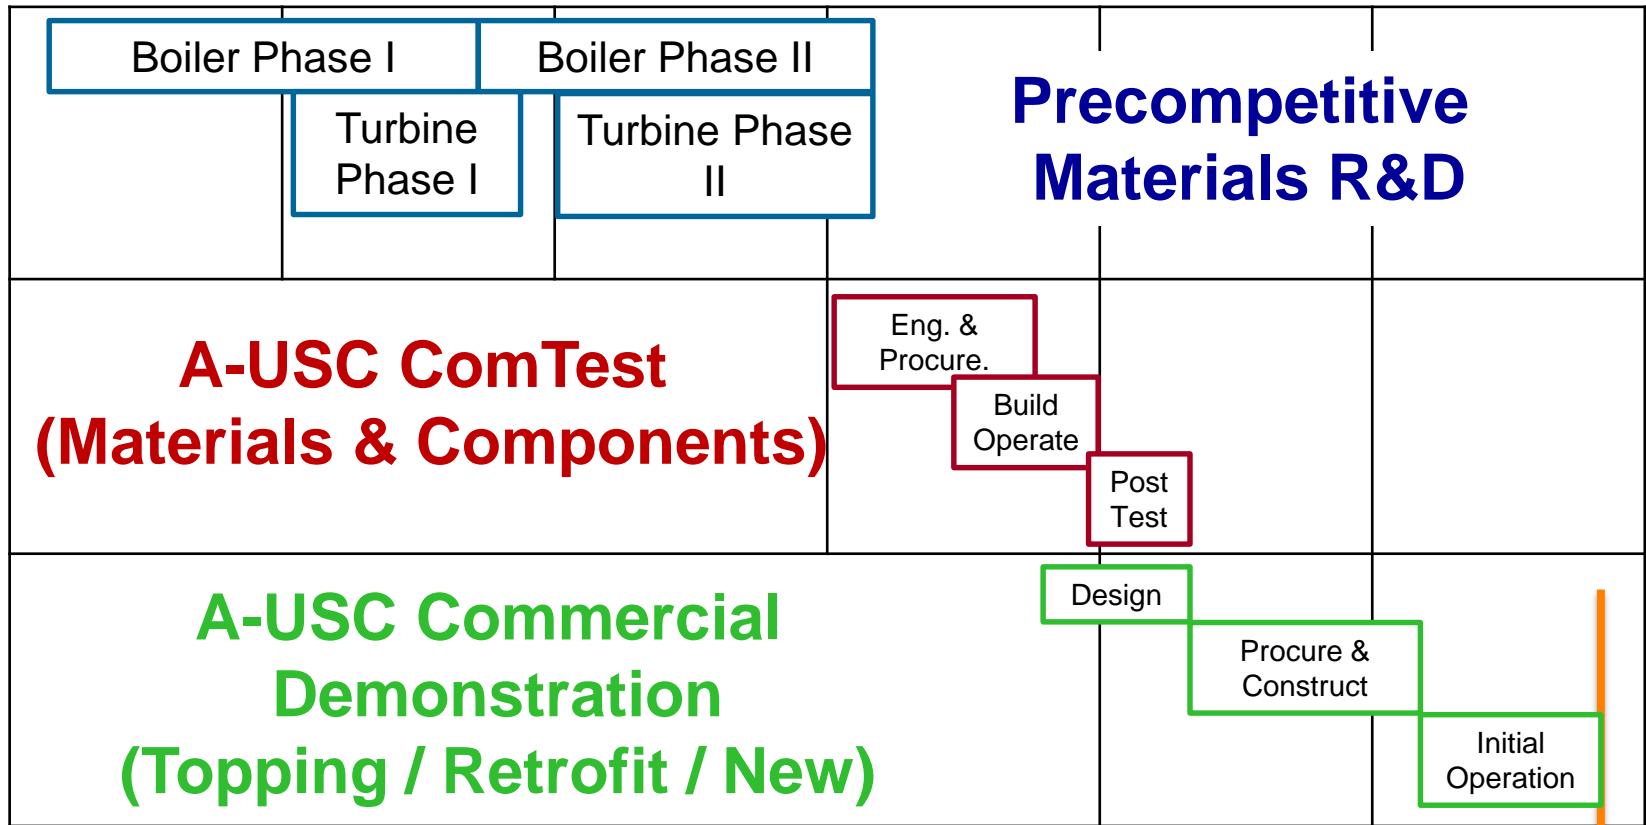 Boiler Phase I
Boiler Phase II
Turbine
Phase I
Turbine Phase
II
Precompetitive
Materials R&D
A-USC ComTest
(Materials & Components)
Eng. &
Procure.
Build
Operate
Post
Test
A-USC Commercial
Demonstration
(Topping / Retrofit / New)
Design
Procure &
Construct
Initial
Operation